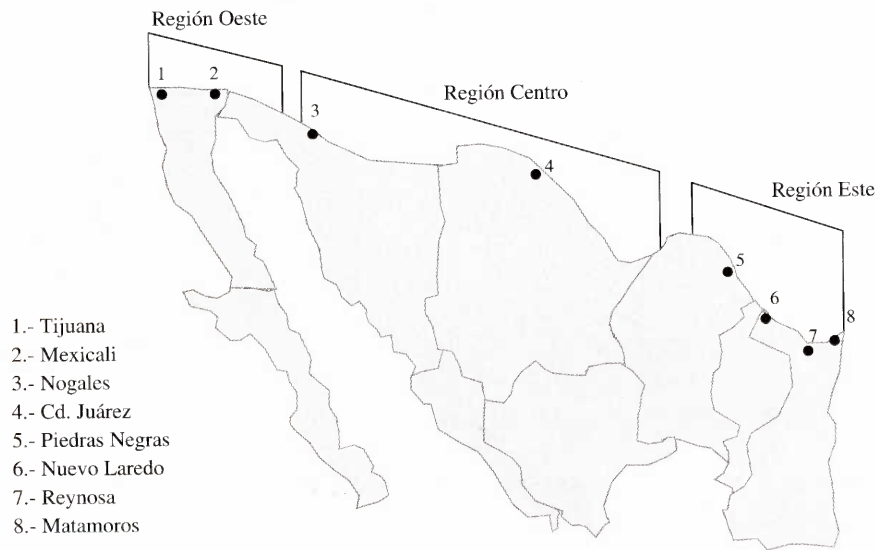 Región Oeste
Región Centro
Región Este
1
2
3
4
5
6
7
8
1.- Tijuana
2.- Mexicali
3.- Nogales
4.- Cd. Juárez
5.- Piedras Negras
6.- Nuevo Laredo
7.- Reynosa
8.- Matamoros